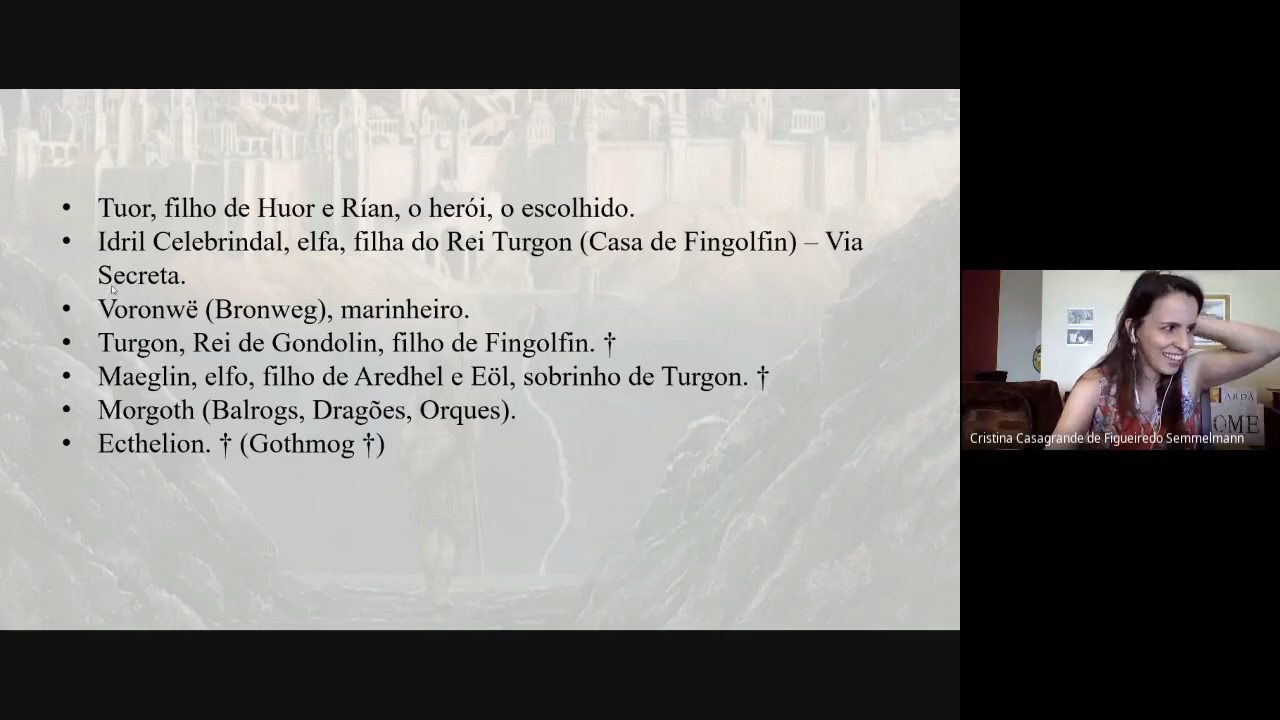 • Tuor, filho de Huor e Rían, o herói, o escolhido.
• Idril Celebrindal, elfa, filha do Rei Turgon (Casa de Fingolfin) – Via
Secreta.
• Voronwë (Bronweg), marinheiro.
• Turgon, Rei de Gondolin, filho de Fingolfin. †
• Maeglin, elfo, filho de Aredhel e Eöl, sobrinho de Turgon. †
• Morgoth (Balrogs, Dragões, Orques).
• Ecthelion. † (Gothmog †)
ARDA
OME
Cristina Casagrande de Figueiredo Semmelmann